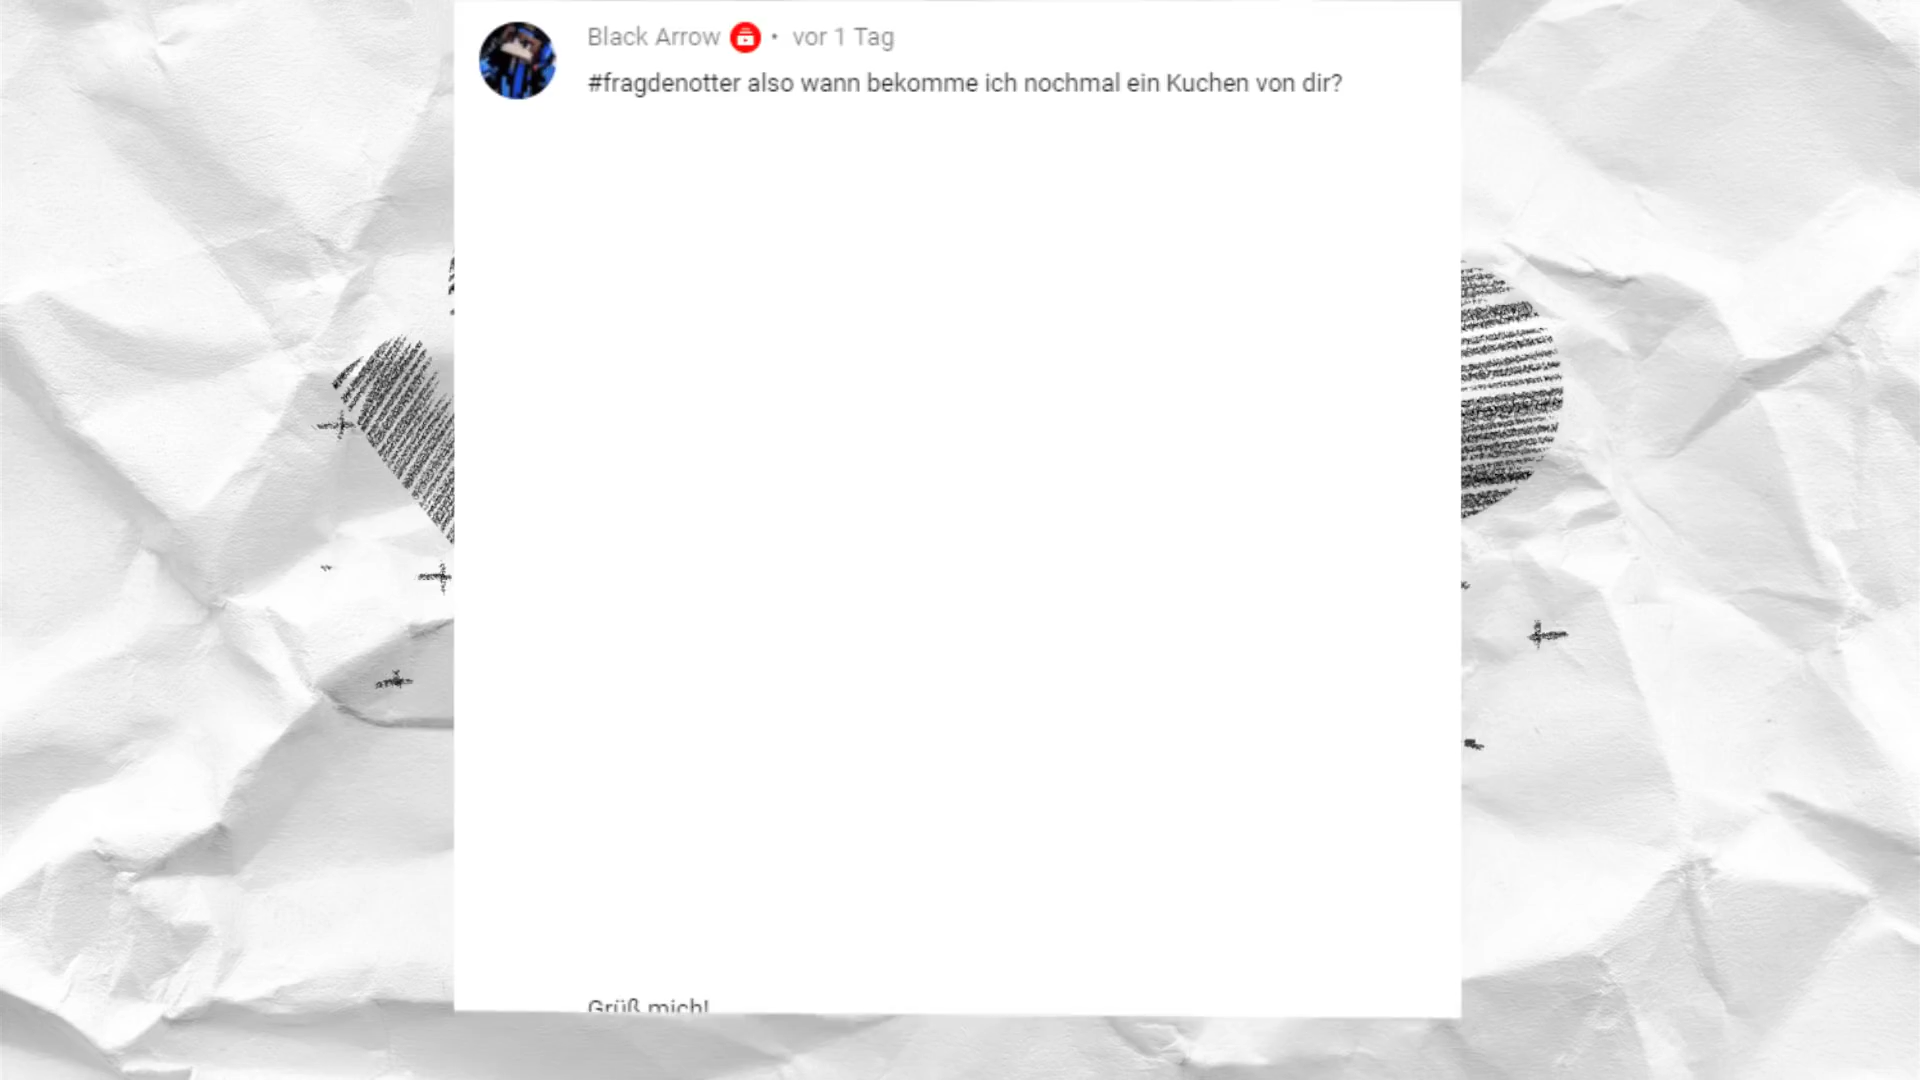 Black Arrow • vor 1 Tag
#fragdenotter also wann bekomme ich nochmal ein Kuchen von dir?
Grüß mich!